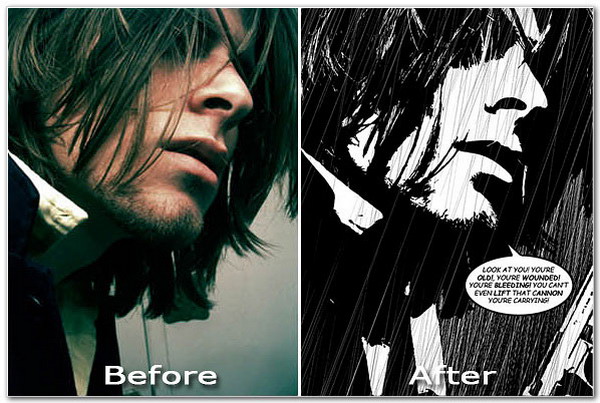 LOOK AT YOU! YOU'RE
OLD!, YOU'RE WOUNDED!
YOU'RE BLEEDING! YOU CAN'T
EVEN LIFT THAT CANNON
YOU'RE CARRYING!
Before
After